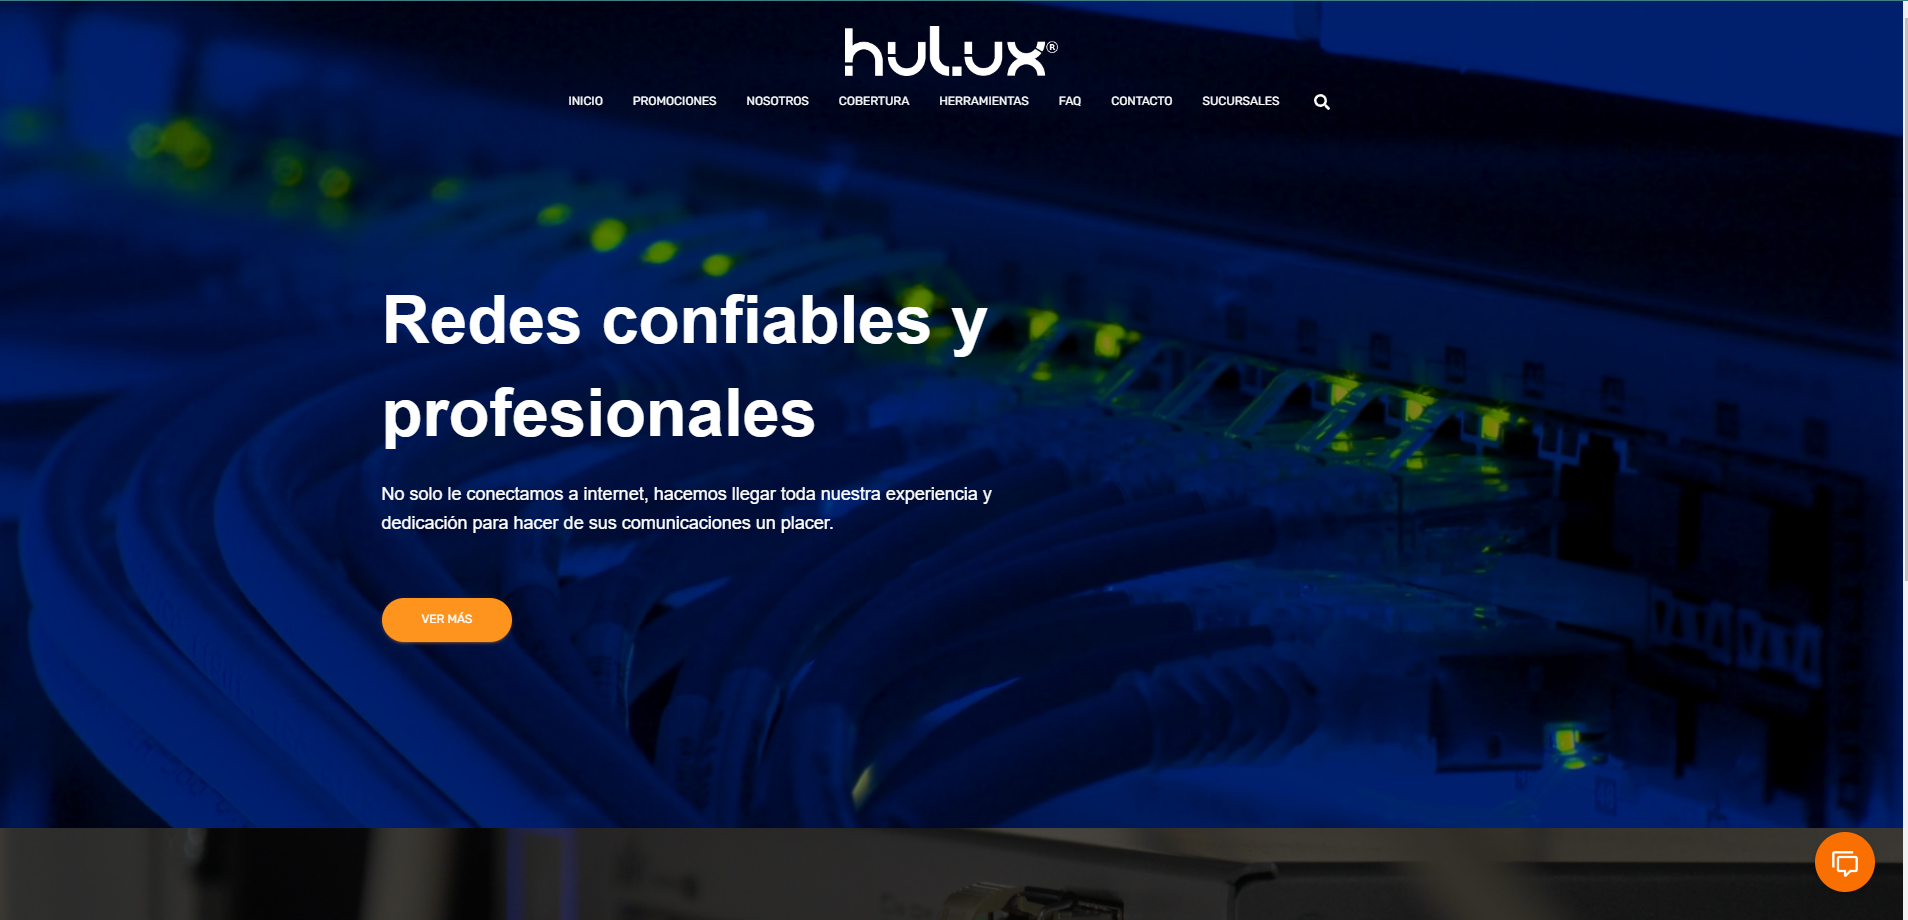 hulux®
INICIO PROMOCIONES NOSOTROS COBERTURA HERRAMIENTAS FAQ CONTACTO SUCURSALES
Redes confiables y
profesionales
No solo le conectamos a internet, hacemos llegar toda nuestra experiencia y
dedicación para hacer de sus comunicaciones un placer.
VER MÁS